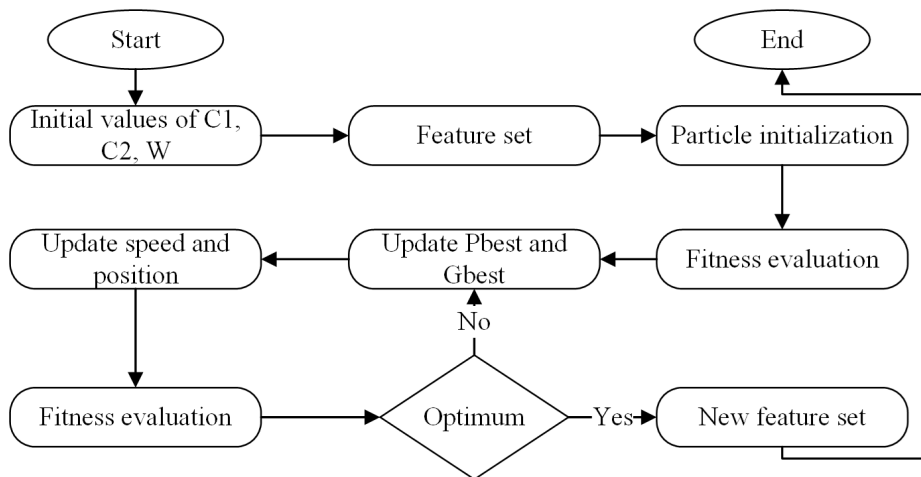 Start
End
Initial values of C1,
C2, W
Feature set
Particle initialization
Update speed and
position
Update Pbest and
Gbest
Fitness evaluation
No
Fitness evaluation
Optimum
Yes
New feature set